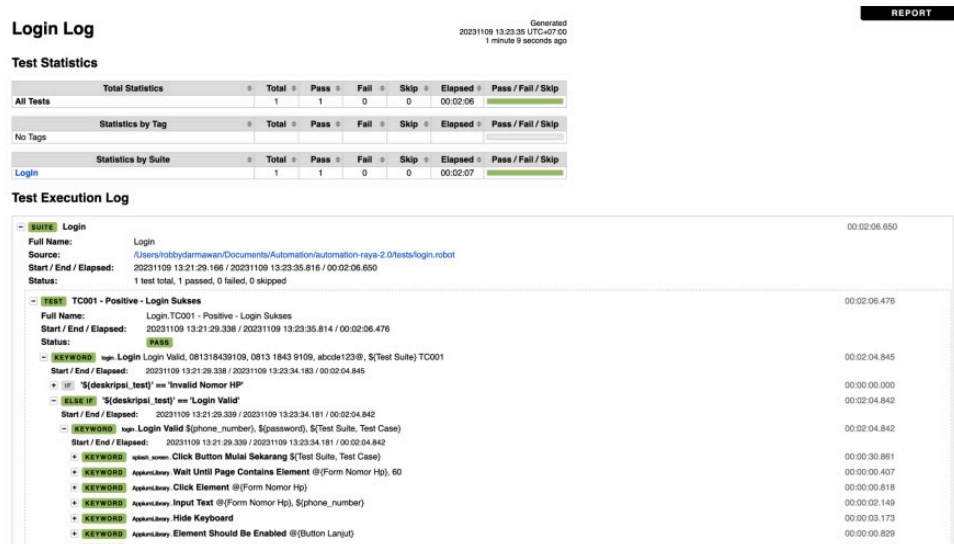 REPORT
Login Log
Generated
20231109 13:23:35 UTC+07:00
1 minute 9 seconds ago
Test Statistics
Total Statistics Total Pass Fail Skip Elapsed Pass / Fail / Skip
All Tests 1 1 0 0 00:02:06
Statistics by Tag Total Pass Fail Skip Elapsed Pass / Fail / Skip
No Tags
Statistics by Suite Total Pass Fail Skip Elapsed Pass / Fail / Skip
Login 1 1 0 0 00:02:07
Test Execution Log
SUITE Login 00:02:06.650
Full Name: Login
Source: /Users/robbydarmawan/Documents/Automation/automation-raya-2.0/tests/login.robot
Start / End / Elapsed: 20231109 13:21:29.166 / 20231109 13:23:35.816 / 00:02:06.650
Status: 1 test total, 1 passed, 0 failed, 0 skipped
TEST TC001 - Positive - Login Sukses 00:02:06.476
Full Name: Login.TC001 - Positive - Login Sukses
Start / End / Elapsed: 20231109 13:21:29.338 / 20231109 13:23:35.814 / 00:02:06.476
Status: PASS
KEYWORD login.Login Login Valid, 081318439109, 0813 1843 9109, abcde123@, ${Test Suite} TC001 00:02:04.845
Start / End / Elapsed: 20231109 13:21:29.338 / 20231109 13:23:34.183 / 00:02:04.845
IF '${deskripsi_test}' == 'Invalid Nomor HP' 00:00:00.000
ELSE IF '${deskripsi_test}' == 'Login Valid' 00:02:04.842
Start / End / Elapsed: 20231109 13:21:29.339 / 20231109 13:23:34.181 / 00:02:04.842
KEYWORD login.Login Valid ${phone_number}, ${password}, ${Test Suite, Test Case} 00:02:04.842
Start / End / Elapsed: 20231109 13:21:29.339 / 20231109 13:23:34.181 / 00:02:04.842
KEYWORD splash_screen.Click Button Mulai Sekarang ${Test Suite, Test Case} 00:00:30.861
KEYWORD AppiumLibrary.Wait Until Page Contains Element @{Form Nomor Hp}, 60 00:00:00.407
KEYWORD AppiumLibrary.Click Element @{Form Nomor Hp} 00:00:00.818
KEYWORD AppiumLibrary.Input Text @{Form Nomor Hp}, ${phone_number} 00:00:02.149
KEYWORD AppiumLibrary.Hide Keyboard 00:00:03.173
KEYWORD AppiumLibrary.Element Should Be Enabled @{Button Lanjut} 00:00:00.829